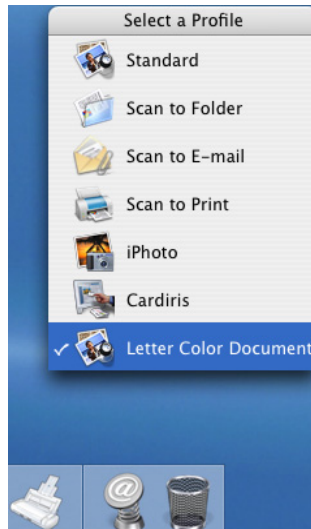 Select a Profile
Standard
Scan to Folder
Scan to E-mail
Scan to Print
iPhoto
Cardiris
Letter Color Document
@